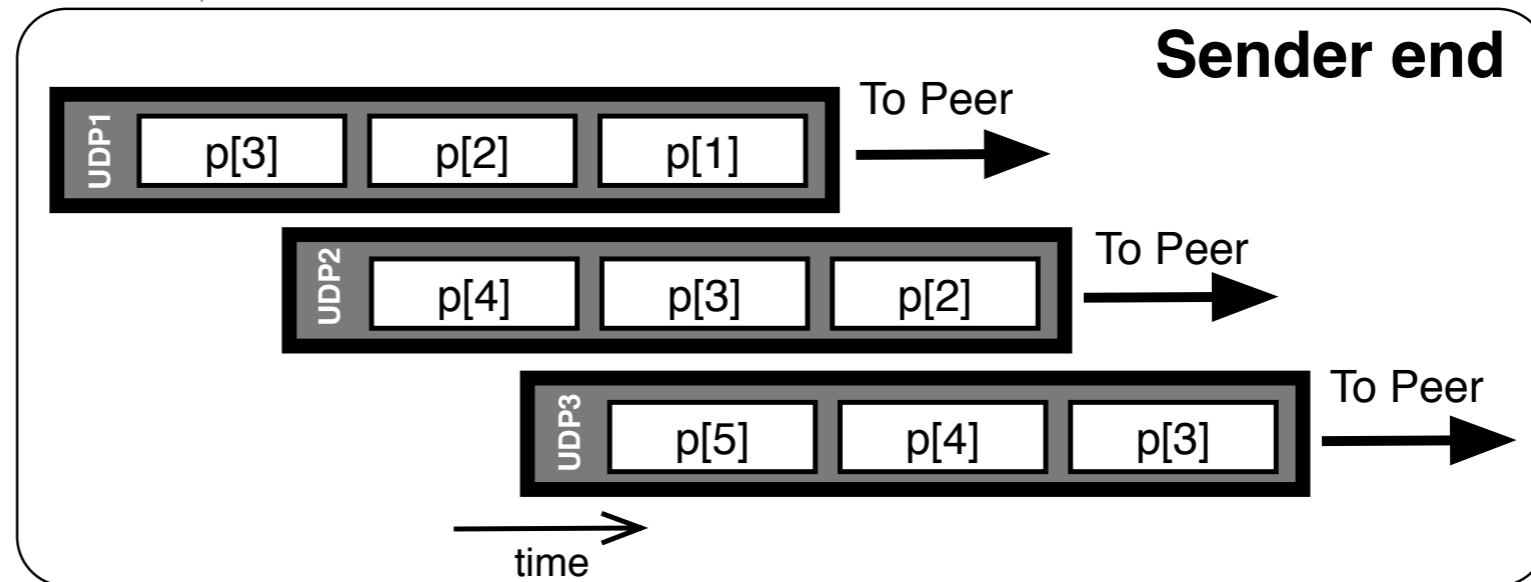 Sender end
To Peer
UDP1 p[3] p[2] p[1]
To Peer
UDP2 p[4] p[3] p[2]
To Peer
UDP3 p[5] p[4] p[3]
time